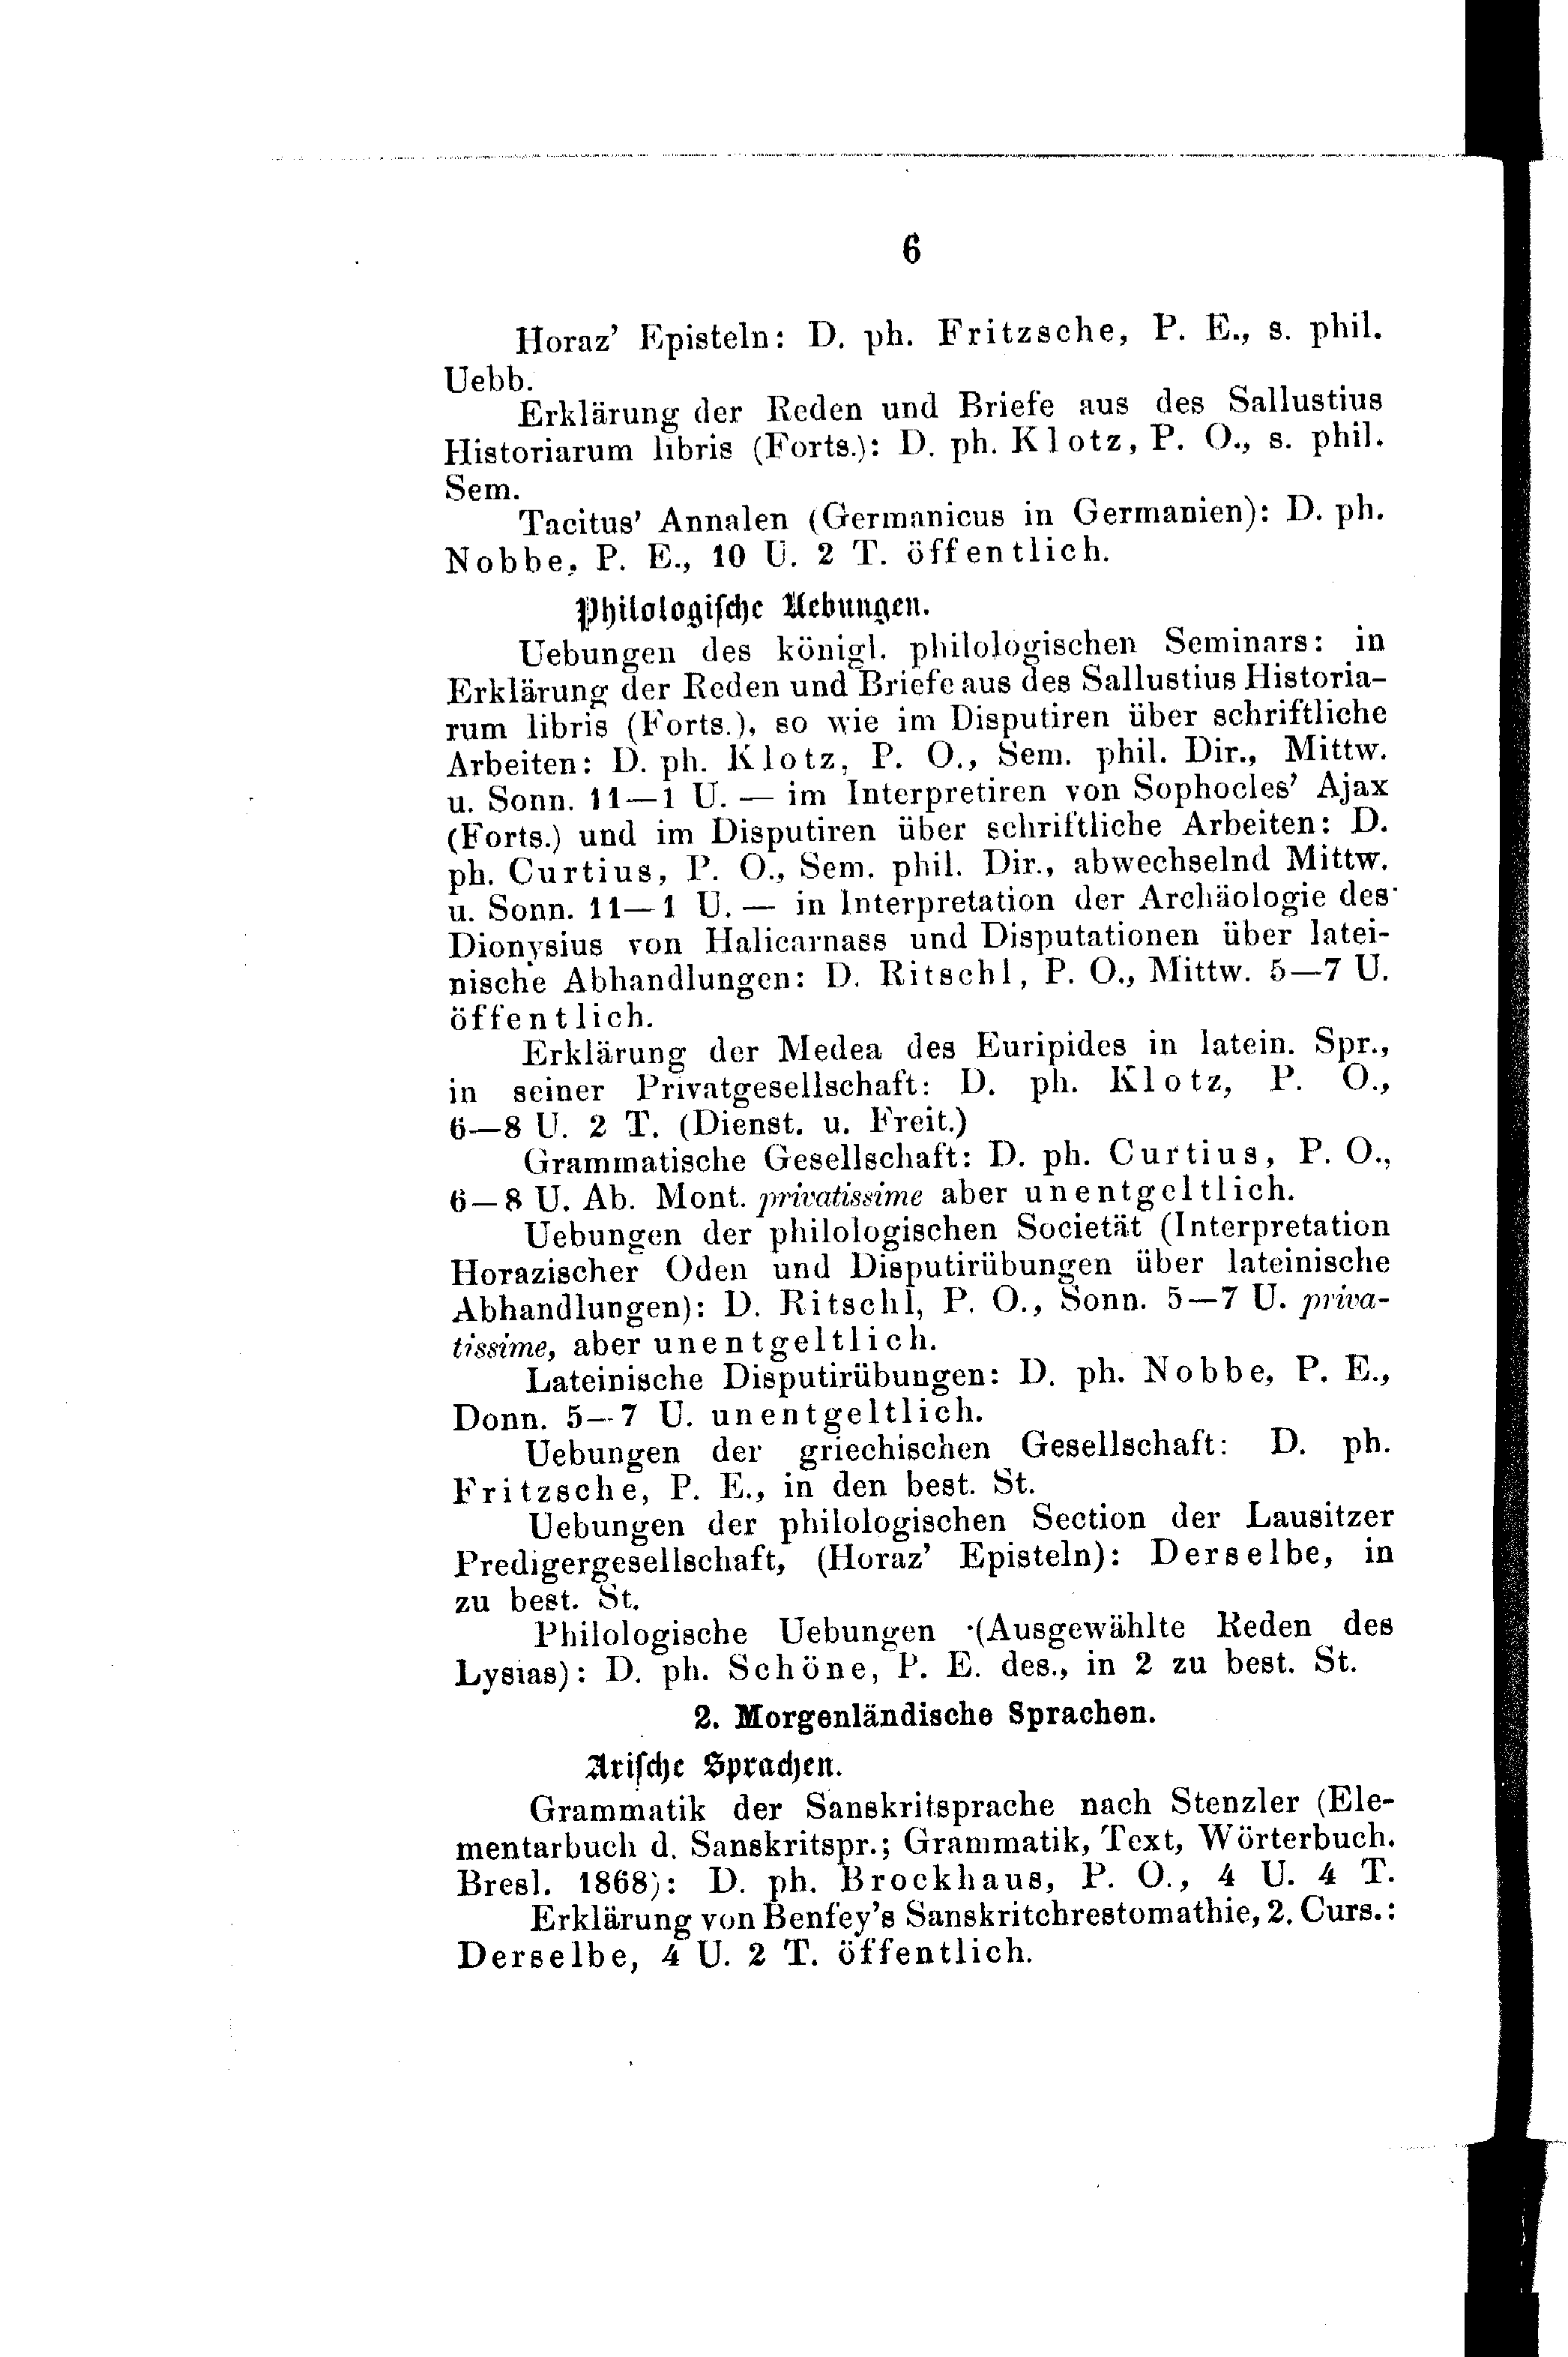 6
Horaz' Episteln: D. ph. Fritzsche, P. E., s. phil.
Uebb.
Erklärung der Reden und Briefe aus des Sallustius
Historiarum libris (Forts.): D. ph. Klotz, P. O., s. phil.
Sem.
Tacitus' Annalen (Germanicus in Germanien): D. ph.
Nobbe, P. E., 10 U. 2 T. öffentlich.
Philologische Uebungen.
Uebungen des königl. philologischen Seminars: in
Erklärung der Reden und Briefe aus des Sallustius Historia-
rum libris (Forts.), so wie im Disputiren über schriftliche
Arbeiten: D. ph. Klotz, P. O., Sem. phil. Dir., Mittw.
u. Sonn. 11—1 U. — im Interpretiren von Sophocles' Ajax
(Forts.) und im Disputiren über schriftliche Arbeiten: D.
ph. Curtius, P. O., Sem. phil. Dir., abwechselnd Mittw.
u. Sonn. 11—1 U. — in Interpretation der Archäologie des
Dionysius von Halicarnass und Disputationen über latei-
nische Abhandlungen: D. Ritschl, P. O., Mittw. 5—7 U.
öffentlich.
Erklärung der Medea des Euripides in latein. Spr.,
in seiner Privatgesellschaft: D. ph. Klotz, P. O.,
6—8 U. 2 T. (Dienst. u. Freit.)
Grammatische Gesellschaft: D. ph. Curtius, P. O.,
6—8 U. Ab. Mont. privatissime aber unentgeltlich.
Uebungen der philologischen Societät (Interpretation
Horazischer Oden und Disputirübungen über lateinische
Abhandlungen): D. Ritschl, P. O., Sonn. 5—7 U. priva-
tissime, aber unentgeltlich.
Lateinische Disputirübungen: D. ph. Nobbe, P. E.,
Donn. 5—7 U. unentgeltlich.
Uebungen der griechischen Gesellschaft: D. ph.
Fritzsche, P. E., in den best. St.
Uebungen der philologischen Section der Lausitzer
Predigergesellschaft, (Horaz' Episteln): Derselbe, in
zu best. St.
Philologische Uebungen (Ausgewählte Reden des
Lysias): D. ph. Schöne, P. E. des., in 2 zu best. St.
2. Morgenländische Sprachen.
Arische Sprachen.
Grammatik der Sanskritsprache nach Stenzler (Ele-
mentarbuch d. Sanskritspr.; Grammatik, Text, Wörterbuch.
Bresl. 1868): D. ph. Brockhaus, P. O., 4 U. 4 T.
Erklärung von Benfey's Sanskritchrestomathie, 2. Curs.:
Derselbe, 4 U. 2 T. öffentlich.